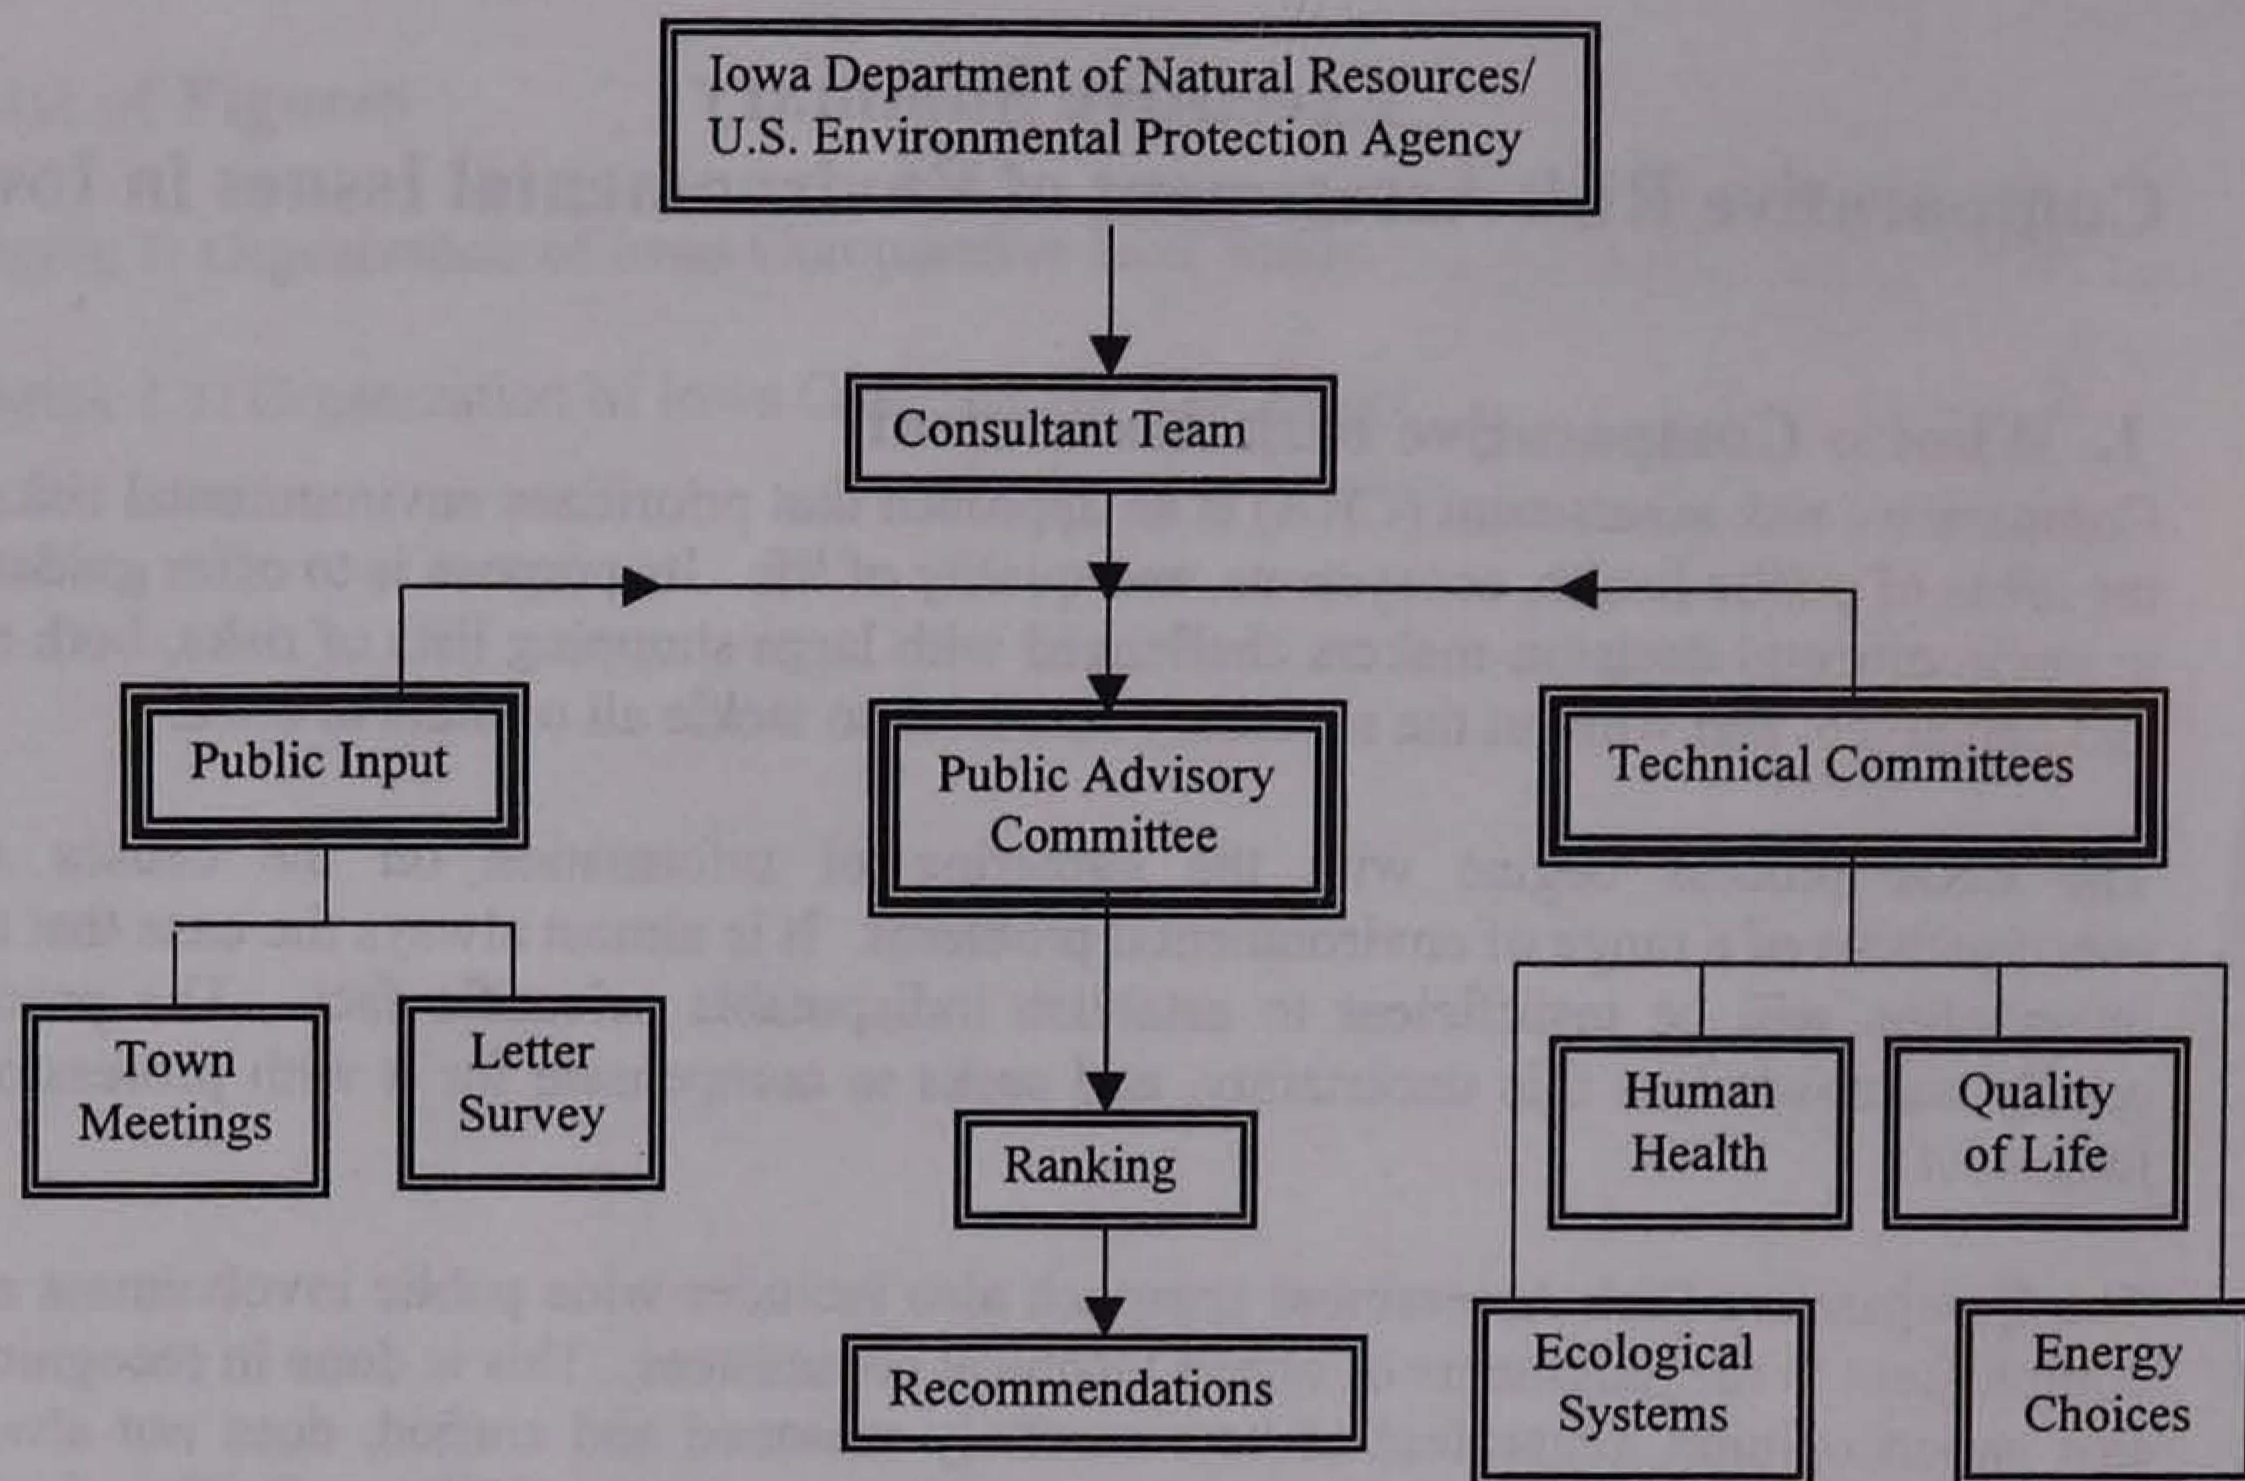 Iowa Department of Natural Resources/
U.S. Environmental Protection Agency
Consultant Team
Public Input
Public Advisory
Committee
Technical Committees
Town
Meetings
Letter
Survey
Ranking
Recommendations
Human
Health
Quality
of Life
Ecological
Systems
Energy
Choices